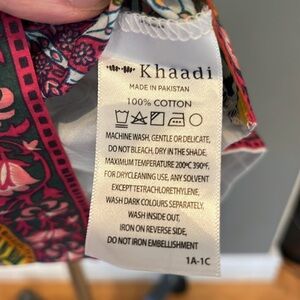 Khaadi
MADE IN PAKISTAN
100% COTTON
MACHINE WASH, GENTLE OR DELICATE,
DO NOT BLEACH, DRY IN THE SHADE,
MAXIMUM TEMPERATURE 200ºC 390ºF,
FOR DRYCLEANING USE, ANY SOLVENT
EXCEPT TETRACHLORETHYLENE,
WASH DARK COLOURS SEPARATELY,
WASH INSIDE OUT,
IRON ON REVERSE SIDE,
DO NOT IRON EMBELLISHMENT
1A-1C